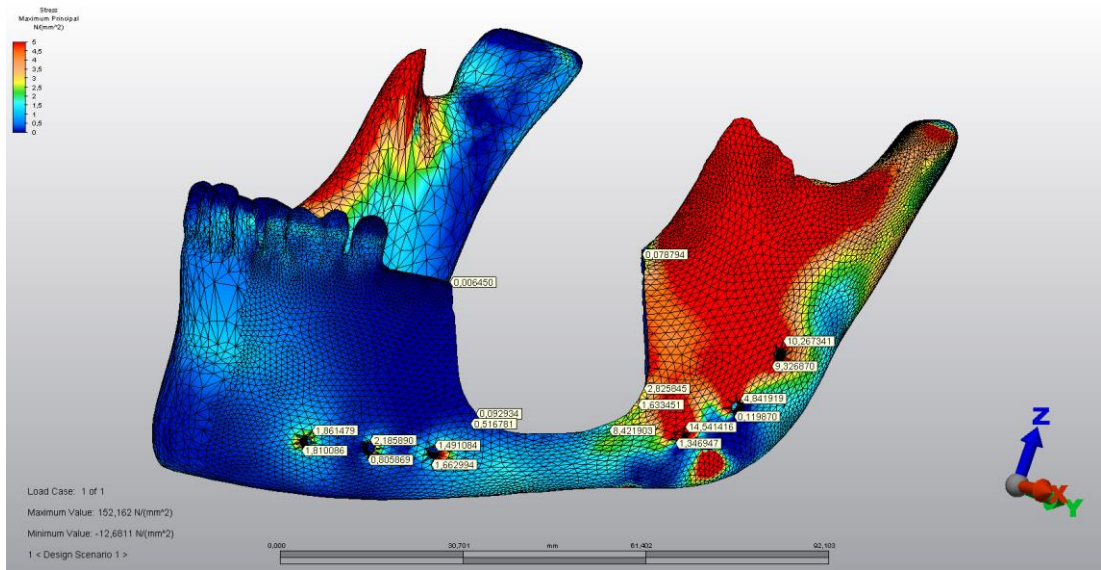 Stress
Maximum Principal
N/(mm^2)
5
4,5
4
3,5
3
2,5
2
1,5
1
0,5
0
0,078794
0,006450
10,267341
9,326870
2,825845
4,841919
1,633451
0,119870
0,092934
0,516781
8,421903
14,541416
1,346947
1,861479
1,810086
2,185890
0,805869
1,491084
1,662994
Load Case: 1 of 1
Maximum Value: 152,162 N/(mm^2)
Minimum Value: -12,6811 N/(mm^2)
1 < Design Scenario 1 >
0,000 30,701 mm 61,402 92,103
Z
X
Y